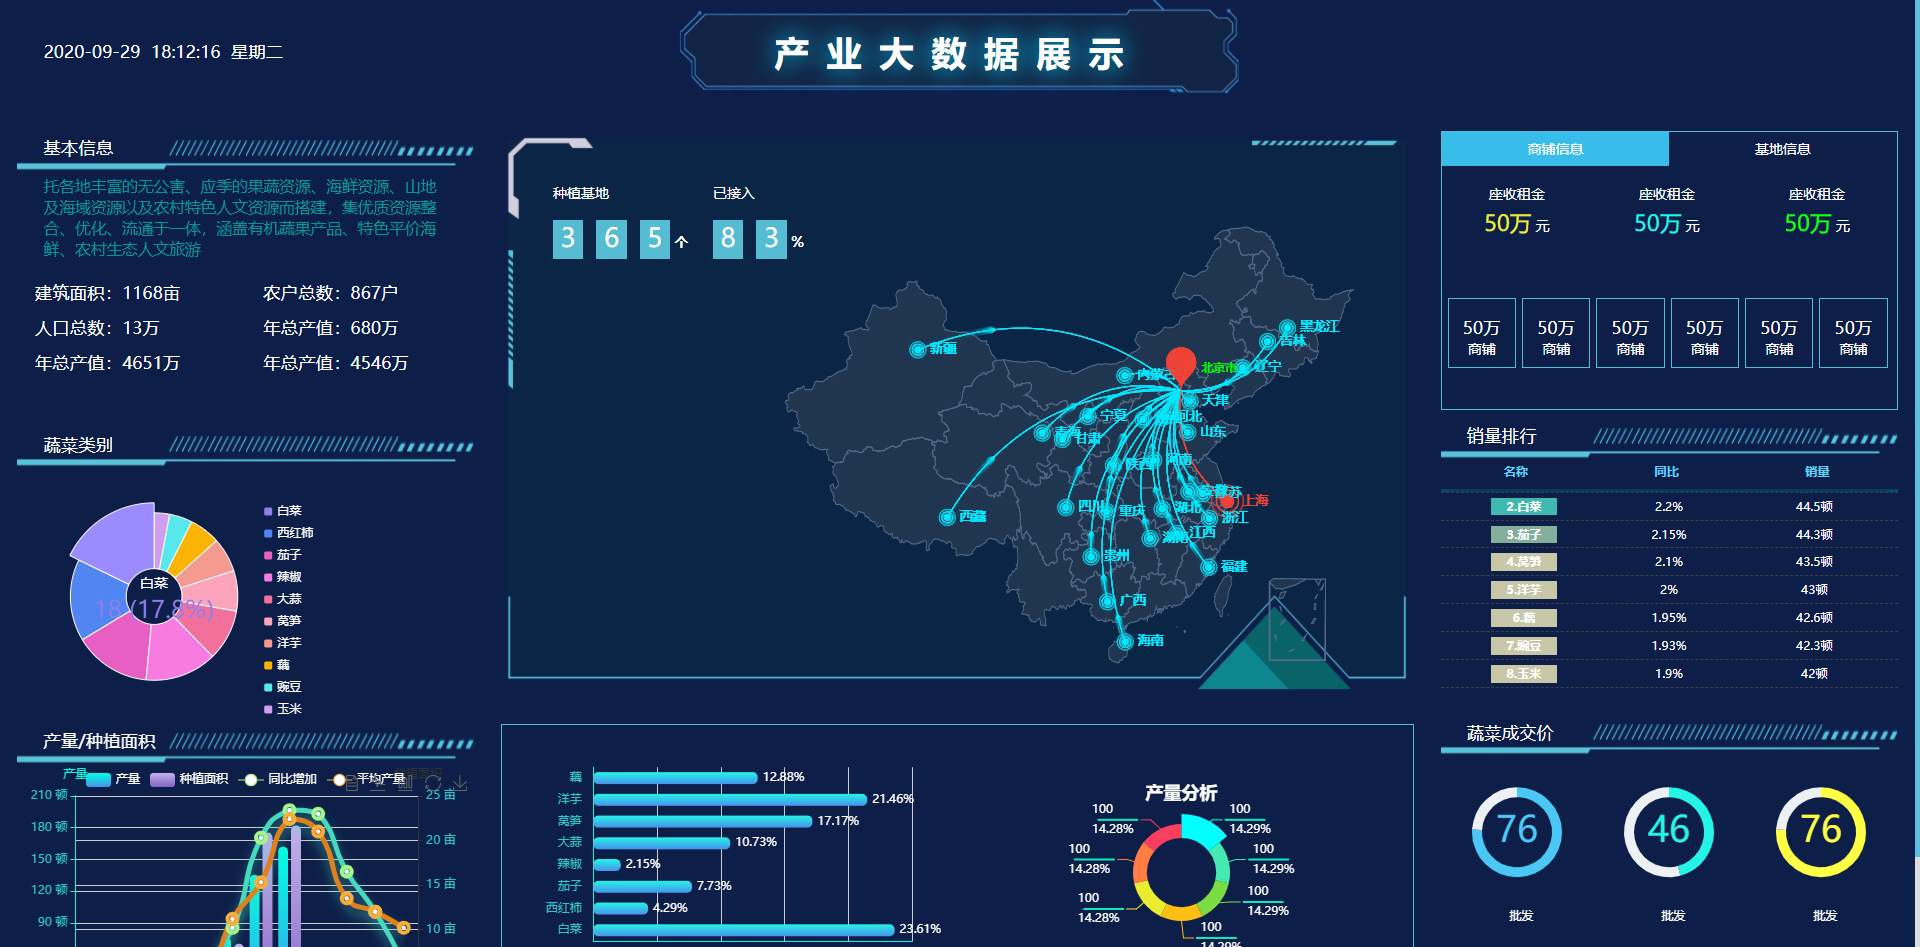 2020-09-29 18:12:16 星期二
产业大数据展示
基本信息
托各地丰富的无公害、应季的果蔬资源、海鲜资源、山地
及海域资源以及农村特色人文资源而搭建，集优质资源整
合、优化、流通于一体，涵盖有机蔬果产品、特色平价海
鲜、农村生态人文旅游
建筑面积：1168亩 农户总数：867户
人口总数：13万 年总产值：680万
年总产值：4651万 年总产值：4546万
蔬菜类别
白菜
18 (17.8%)
白菜
西红柿
茄子
辣椒
大蒜
莴笋
洋芋
藕
豌豆
玉米
产量/种植面积
产量
产量 种植面积 同比增加 平均产量
210 顿
180 顿
150 顿
120 顿
90 顿
25 亩
20 亩
15 亩
10 亩
种植基地 已接入
365个 83%
黑龙江
吉林
新疆
北京市
辽宁
内蒙古
天津
宁夏
河北
青海
甘肃
山东
陕西
河南
上海
四川
重庆
湖北
西藏
浙江
江西
湖南
贵州
福建
广西
海南
藕 12.88%
洋芋 21.46%
莴笋 17.17%
大蒜 10.73%
辣椒 2.15%
茄子 7.73%
西红柿 4.29%
白菜 23.61%
产量分析
100
14.28%
100
14.29%
100
14.28%
100
14.29%
100
14.28%
100
14.29%
100
14.29%
商铺信息 基地信息
座收租金 座收租金 座收租金
50万元 50万元 50万元
50万 50万 50万 50万 50万 50万
商铺 商铺 商铺 商铺 商铺 商铺
销量排行
名称 同比 销量
2.白菜 2.2% 44.5顿
3.茄子 2.15% 44.3顿
4.莴笋 2.1% 43.5顿
5.洋芋 2% 43顿
6.藕 1.95% 42.6顿
7.豌豆 1.93% 42.3顿
8.玉米 1.9% 42顿
蔬菜成交价
76 46 76
批发 批发 批发